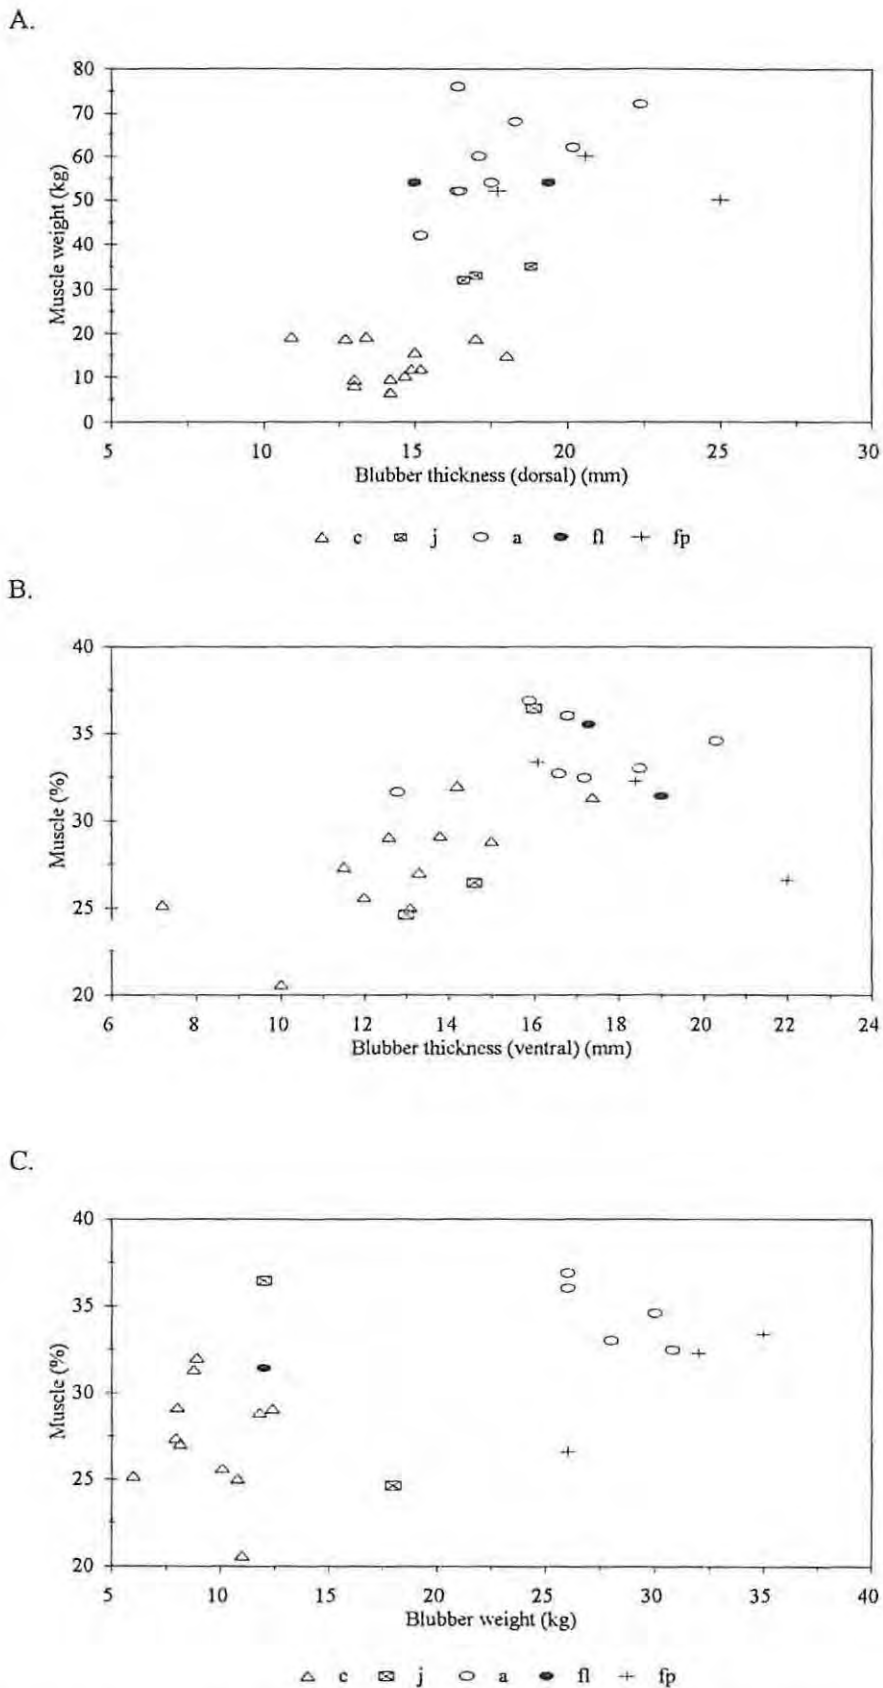 A.
80
70
60
50
40
30
20
10
0
Muscle weight (kg)
5 10 15 20 25 30
Blubber thickness (dorsal) (mm)
c j a fl fp
B.
40
35
30
25
20
Muscle (%)
6 8 10 12 14 16 18 20 22 24
Blubber thickness (ventral) (mm)
C.
40
35
30
25
20
Muscle (%)
5 10 15 20 25 30 35 40
Blubber weight (kg)
c j a fl fp